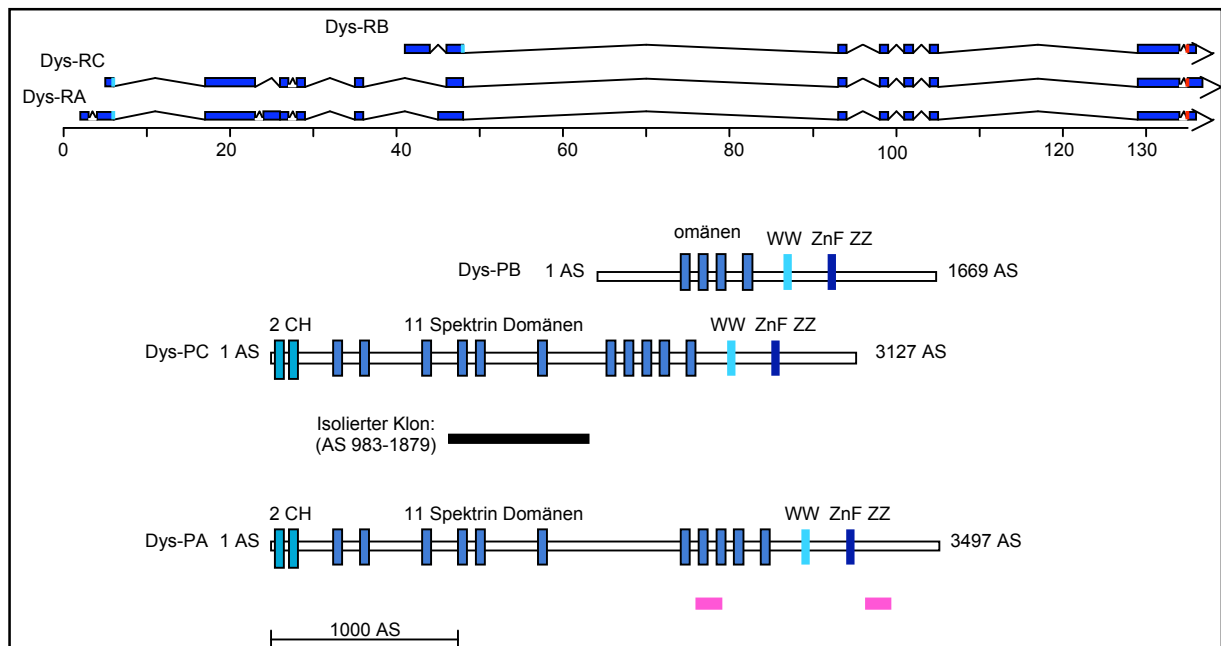 Dys-RB
Dys-RC
Dys-RA
0 20 40 60 80 100 120 130
omänen WW ZnF ZZ
Dys-PB 1 AS 1669 AS
2 CH 11 Spektrin Domänen WW ZnF ZZ
Dys-PC 1 AS 3127 AS
Isolierter Klon:
(AS 983-1879)
2 CH 11 Spektrin Domänen WW ZnF ZZ
Dys-PA 1 AS 3497 AS
1000 AS